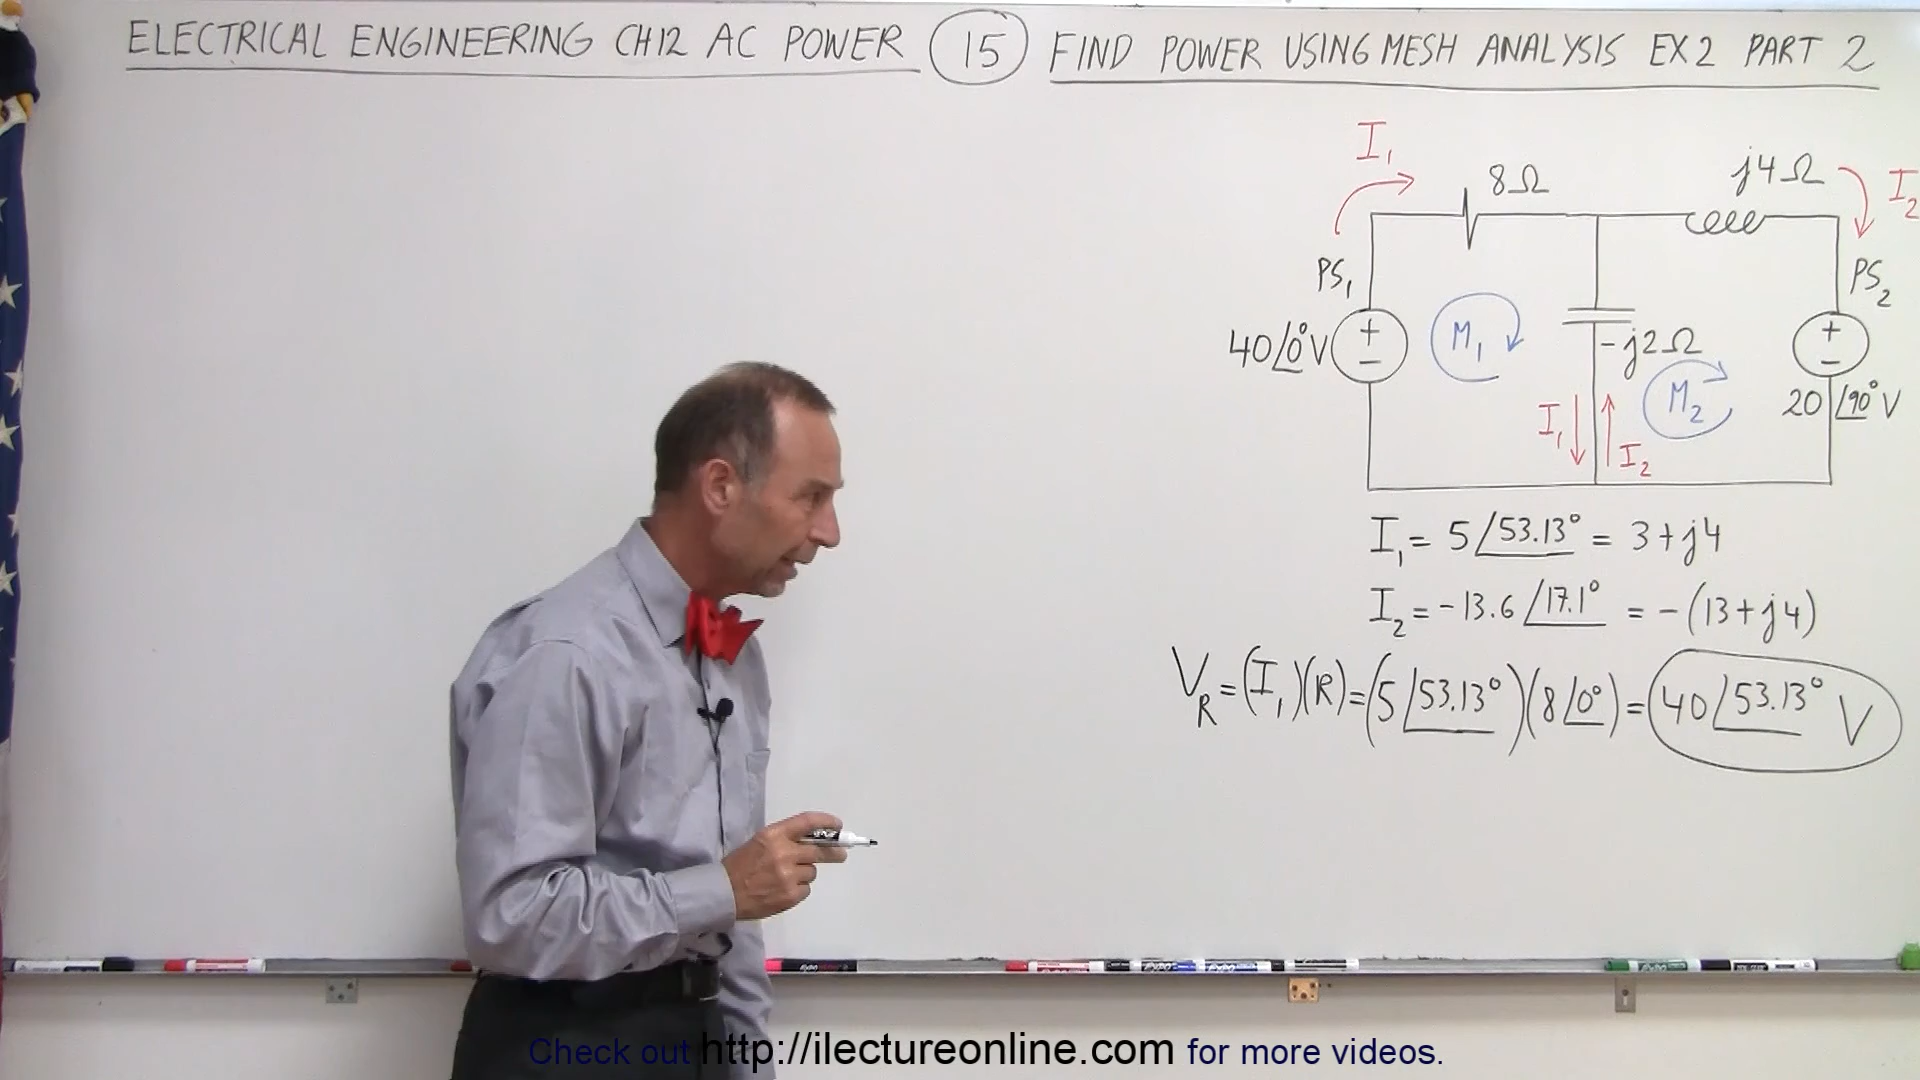 ELECTRICAL ENGINEERING CH12 AC POWER 15 FIND POWER USING MESH ANALYSIS EX2 PART 2
I₁
8Ω
j4Ω
I₂
PS₁
PS₂
40∠0° V
+
−
M₁
-j2Ω
M₂
+
−
20 ∠90° V
I₁
I₂
I₁ = 5∠53.13° = 3+j4
I₂ = -13.6∠17.1° = -(13+j4)
V_R = (I₁)(R) = (5∠53.13°)(8∠0°) = 40∠53.13° V
Check out http://ilectureonline.com for more videos.